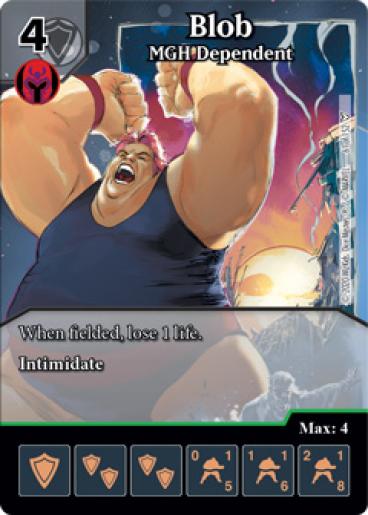 4
Blob
MGH Dependent
When fielded, lose 1 life.
Intimidate
Max: 4
0 1 5
1 1 6
2 1 8